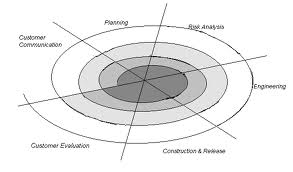 Planning
Risk Analysis
Customer
Communication
Engineering
Customer Evaluation
Construction & Release